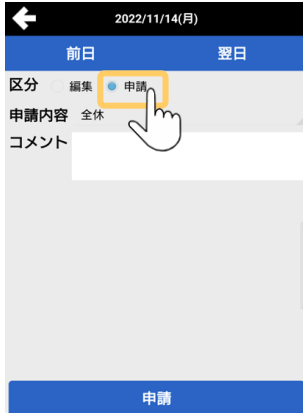 2022/11/14(月)
前日 翌日
区分 編集 申請
申請内容 全休
コメント
申請